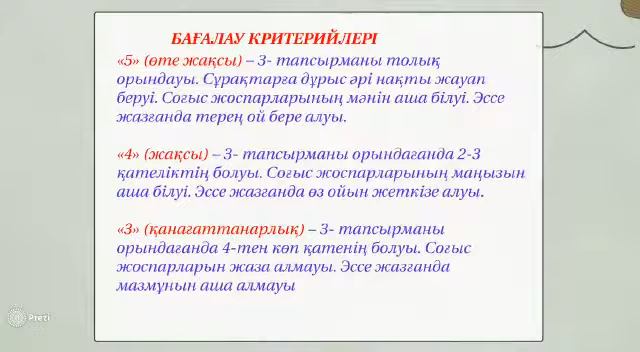 БАҒАЛАУ КРИТЕРИЙЛЕРІ
«5» (өте жақсы) – 3- тапсырманы толық
орындауы. Сұрақтарға дұрыс әрі нақты жауап
беруі. Соғыс жоспарларының мәнін аша білуі. Эссе
жазғанда терең ой бере алуы.
«4» (жақсы) – 3- тапсырманы орындағанда 2-3
қателіктің болуы. Соғыс жоспарларының маңызын
аша білуі. Эссе жазғанда өз ойын жеткізе алуы.
«3» (қанағаттанарлық) – 3- тапсырманы
орындағанда 4-тен көп қатенің болуы. Соғыс
жоспарларын жаза алмауы. Эссе жазғанда
мазмұнын аша алмауы
Prezi